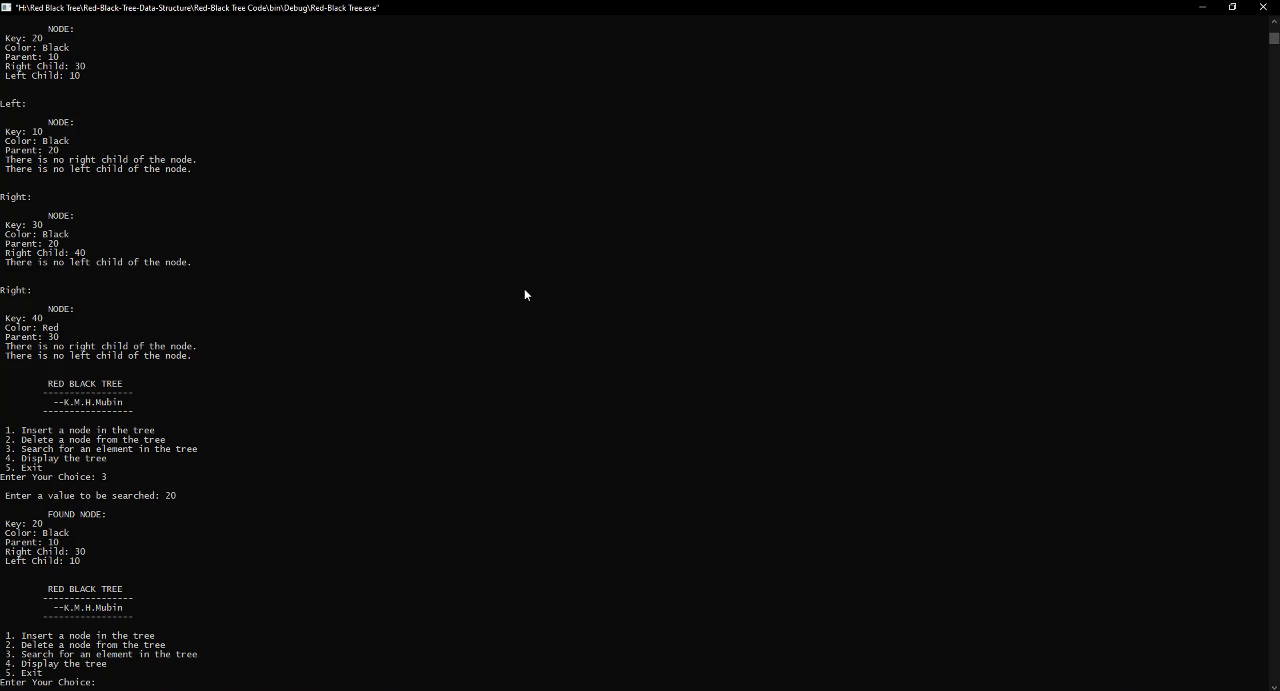 "H:\Red Black Tree\Red-Black-Tree-Data-Structure\Red-Black Tree Code\bin\Debug\Red-Black Tree.exe"
NODE:
Key: 20
Color: Black
Parent: 10
Right Child: 30
Left Child: 10
Left:
NODE:
Key: 10
Color: Black
Parent: 20
There is no right child of the node.
There is no left child of the node.
Right:
NODE:
Key: 30
Color: Black
Parent: 20
Right Child: 40
There is no left child of the node.
Right:
NODE:
Key: 40
Color: Red
Parent: 30
There is no right child of the node.
There is no left child of the node.
RED BLACK TREE
-----------------
--K.M.H.Mubin
-----------------
1. Insert a node in the tree
2. Delete a node from the tree
3. Search for an element in the tree
4. Display the tree
5. Exit
Enter Your Choice: 3
Enter a value to be searched: 20
FOUND NODE:
Key: 20
Color: Black
Parent: 10
Right Child: 30
Left Child: 10
RED BLACK TREE
-----------------
--K.M.H.Mubin
-----------------
1. Insert a node in the tree
2. Delete a node from the tree
3. Search for an element in the tree
4. Display the tree
5. Exit
Enter Your Choice: